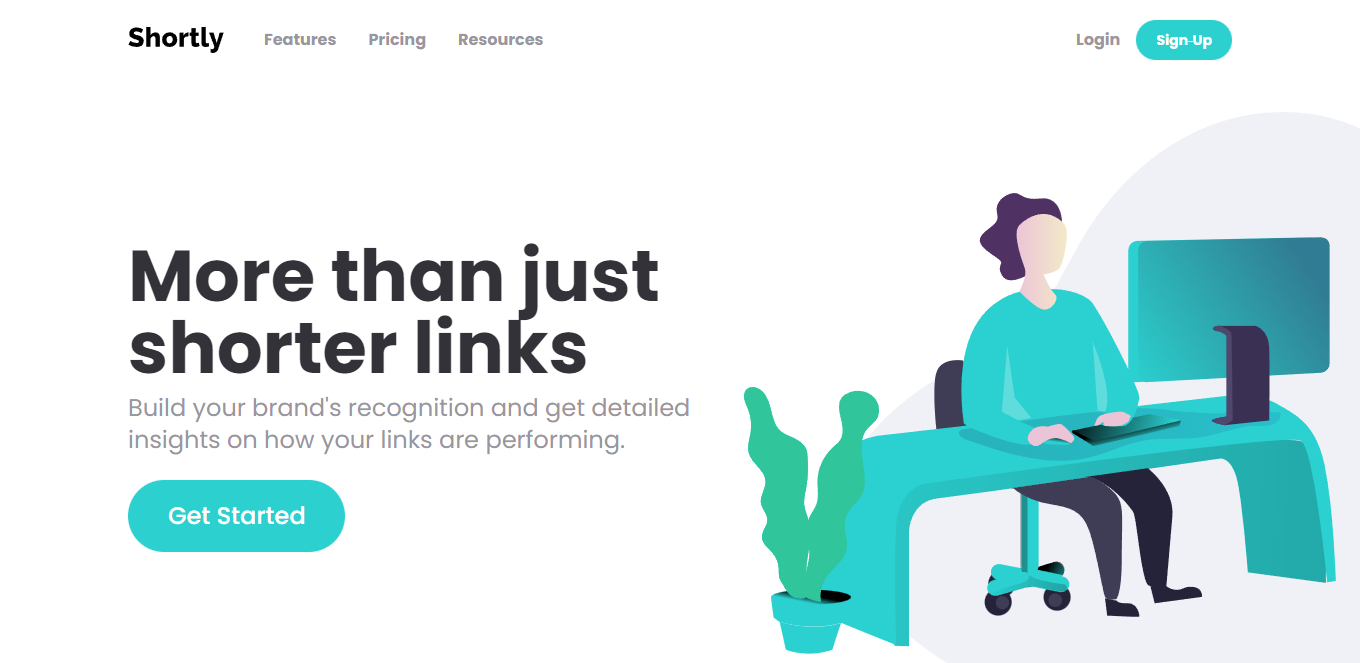 Shortly Features Pricing Resources Login Sign Up
More than just
shorter links
Build your brand's recognition and get detailed
insights on how your links are performing.
Get Started